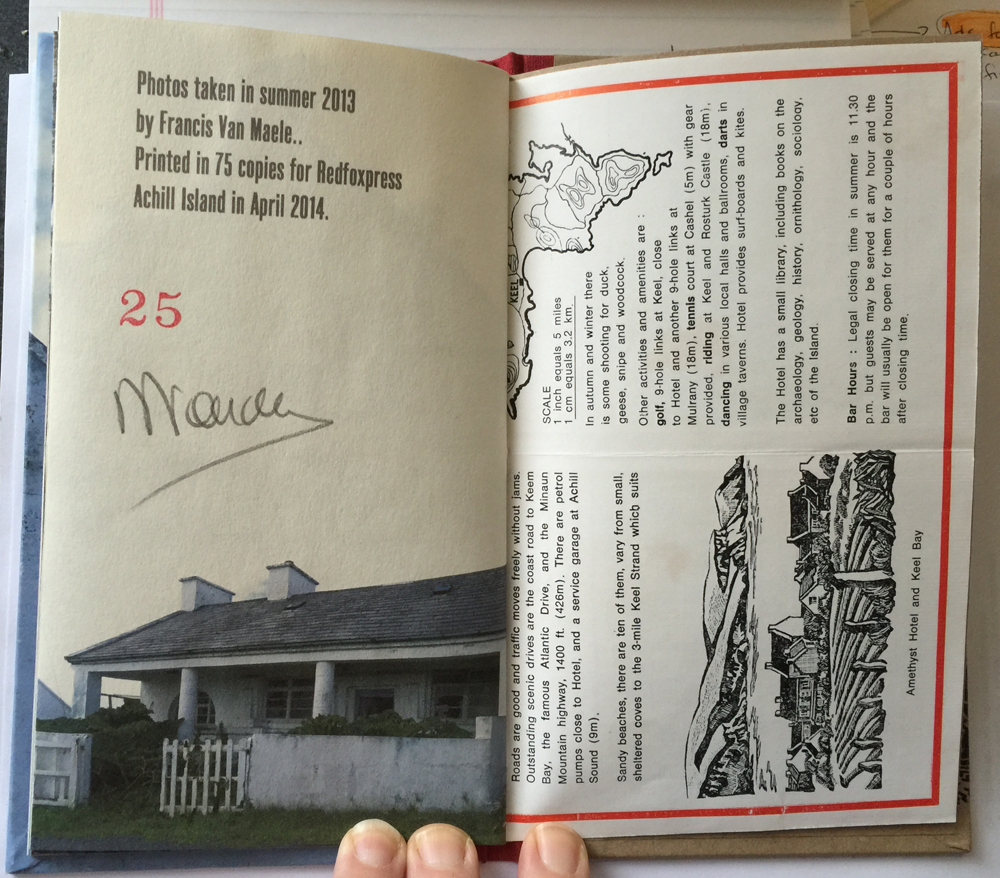 Photos taken in summer 2013
by Francis Van Maele..
Printed in 75 copies for Redfoxpress
Achill Island in April 2014.
25
Roads are good and traffic moves freely without jams.
Outstanding scenic drives are the coast road to Keem
Bay, the famous Atlantic Drive, and the Minaun
Mountain highway, 1400 ft. (426m). There are petrol
pumps close to Hotel, and a service garage at Achill
Sound (9m).
Sandy beaches, there are ten of them, vary from small,
sheltered coves to the 3-mile Keel Strand which suits
Amethyst Hotel and Keel Bay
KEEL
SCALE
1 inch equals 5 miles
1 cm equals 3.2 km.
In autumn and winter there
is some shooting for duck,
geese, snipe and woodcock.
Other activities and amenities are :
golf, 9-hole links at Keel, close
to Hotel and another 9-hole links at
Mulrany (18m), tennis court at Cashel (5m) with gear
provided, riding at Keel and Rosturk Castle (18m),
dancing in various local halls and ballrooms, darts in
village taverns. Hotel provides surf-boards and kites.
The Hotel has a small library, including books on the
archaeology, geology, history, ornithology, sociology,
etc of the Island.
Bar Hours : Legal closing time in summer is 11.30
p.m. but guests may be served at any hour and the
bar will usually be open for them for a couple of hours
after closing time.